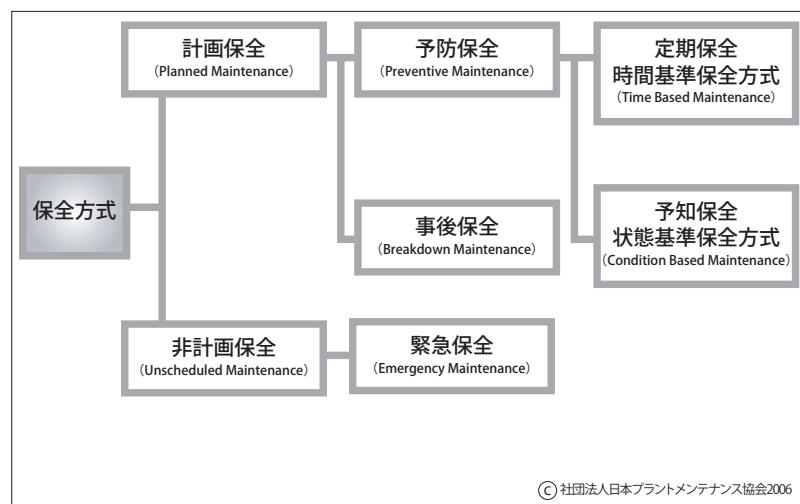 計画保全
（Planned Maintenance）
予防保全
（Preventive Maintenance）
定期保全
時間基準保全方式
（Time Based Maintenance）
保全方式
事後保全
（Breakdown Maintenance）
予知保全
状態基準保全方式
（Condition Based Maintenance）
非計画保全
（Unscheduled Maintenance）
緊急保全
（Emergency Maintenance）
Ⓒ 社団法人日本プラントメンテナンス協会2006